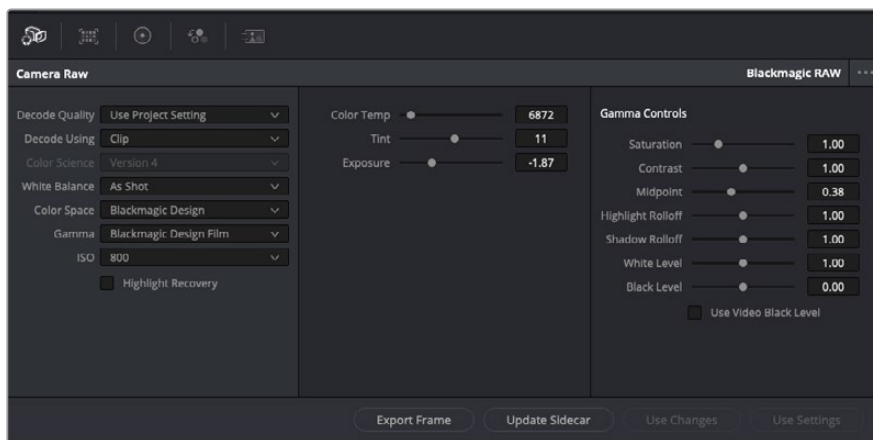 Camera Raw
Blackmagic RAW
Decode Quality Use Project Setting
Decode Using Clip
Color Science Version 4
White Balance As Shot
Color Space Blackmagic Design
Gamma Blackmagic Design Film
ISO 800
Highlight Recovery
Color Temp 6872
Tint 11
Exposure -1.87
Gamma Controls
Saturation 1.00
Contrast 1.00
Midpoint 0.38
Highlight Rolloff 1.00
Shadow Rolloff 1.00
White Level 1.00
Black Level 0.00
Use Video Black Level
Export Frame
Update Sidecar
Use Changes
Use Settings